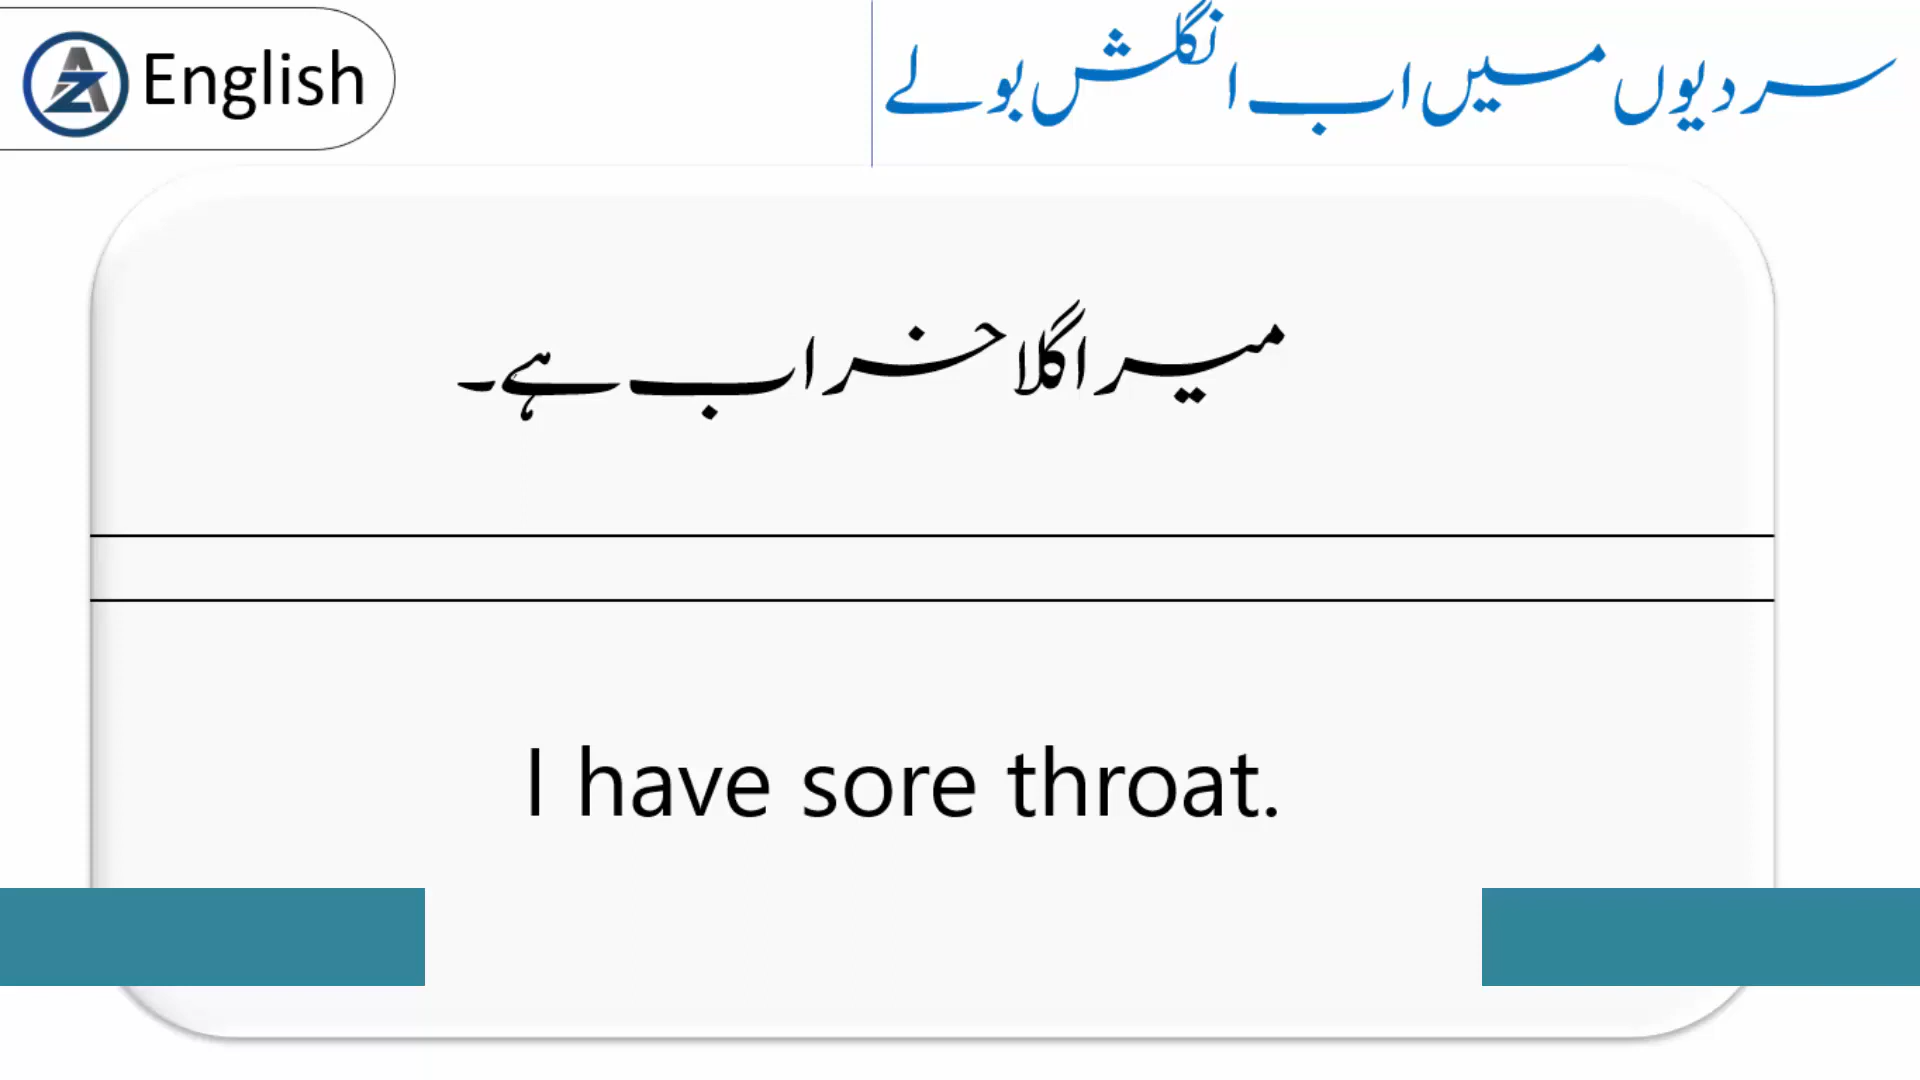 English
سردیوں میں اب انگلش بولے
میرا گلا خراب ہے۔
I have sore throat.